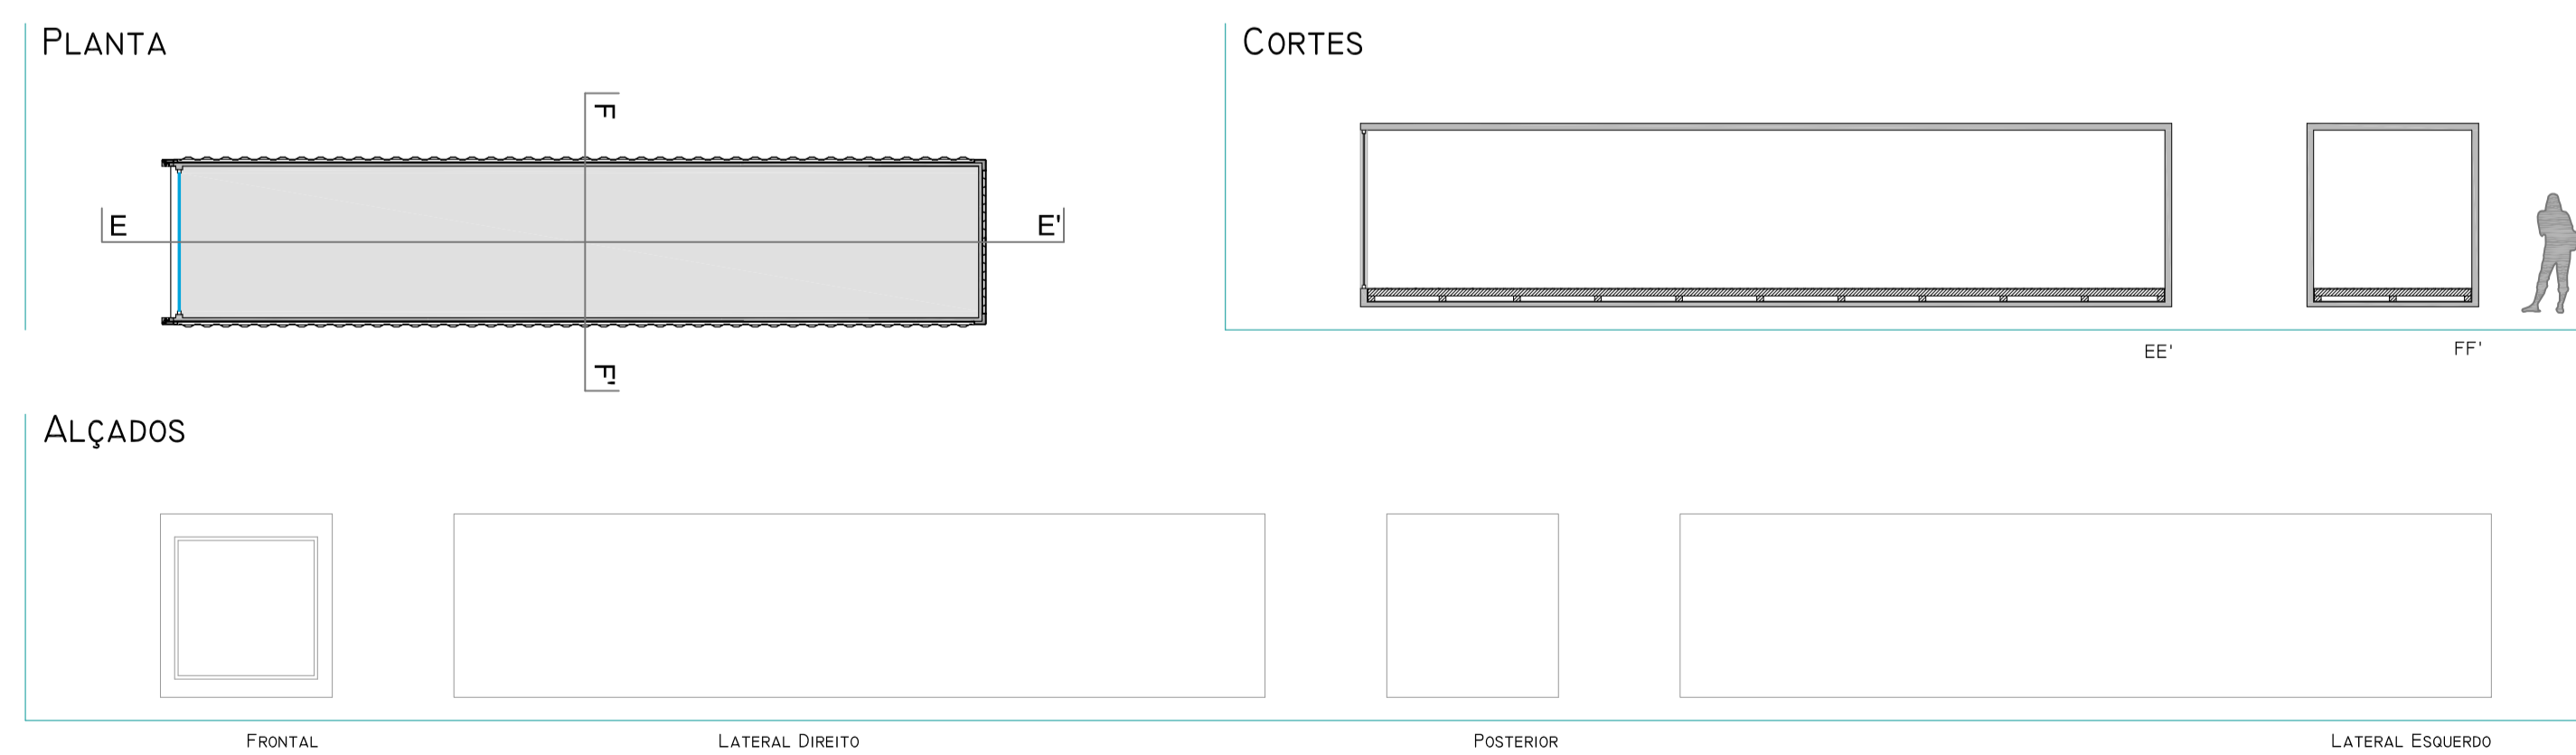 PLANTA
CORTES
F
E
E'
F'
EE'
FF'
ALÇADOS
FRONTAL
LATERAL DIREITO
POSTERIOR
LATERAL ESQUERDO